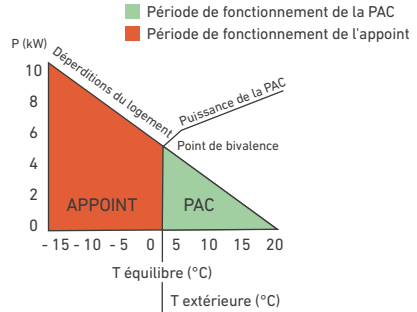 Période de fonctionnement de la PAC
Période de fonctionnement de l'appoint
P (kW)
Déperditions du logement
Puissance de la PAC
Point de bivalence
10
8
6
4
2
0
APPOINT
PAC
- 15 - 10 - 5 0 5 10 15 20
T équilibre (°C)
T extérieure (°C)